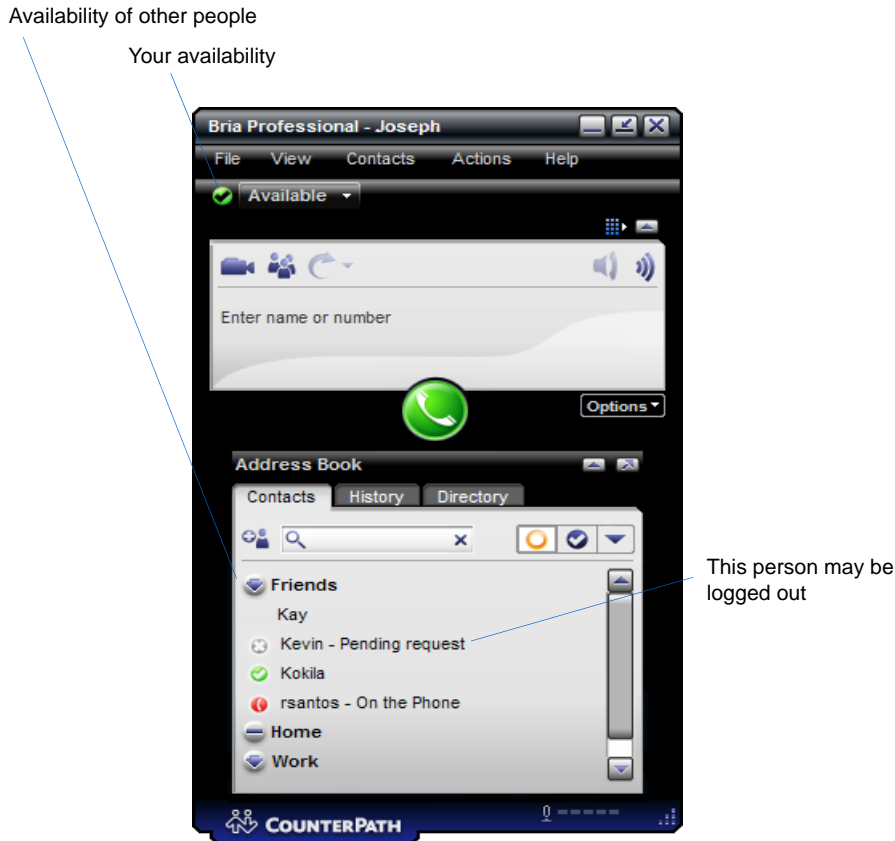 Availability of other people
Your availability
Bria Professional - Joseph
File View Contacts Actions Help
Available
Enter name or number
Options
Address Book
Contacts History Directory
Friends
Kay
Kevin - Pending request
This person may be
logged out
Kokila
rsantos - On the Phone
Home
Work
COUNTERPATH